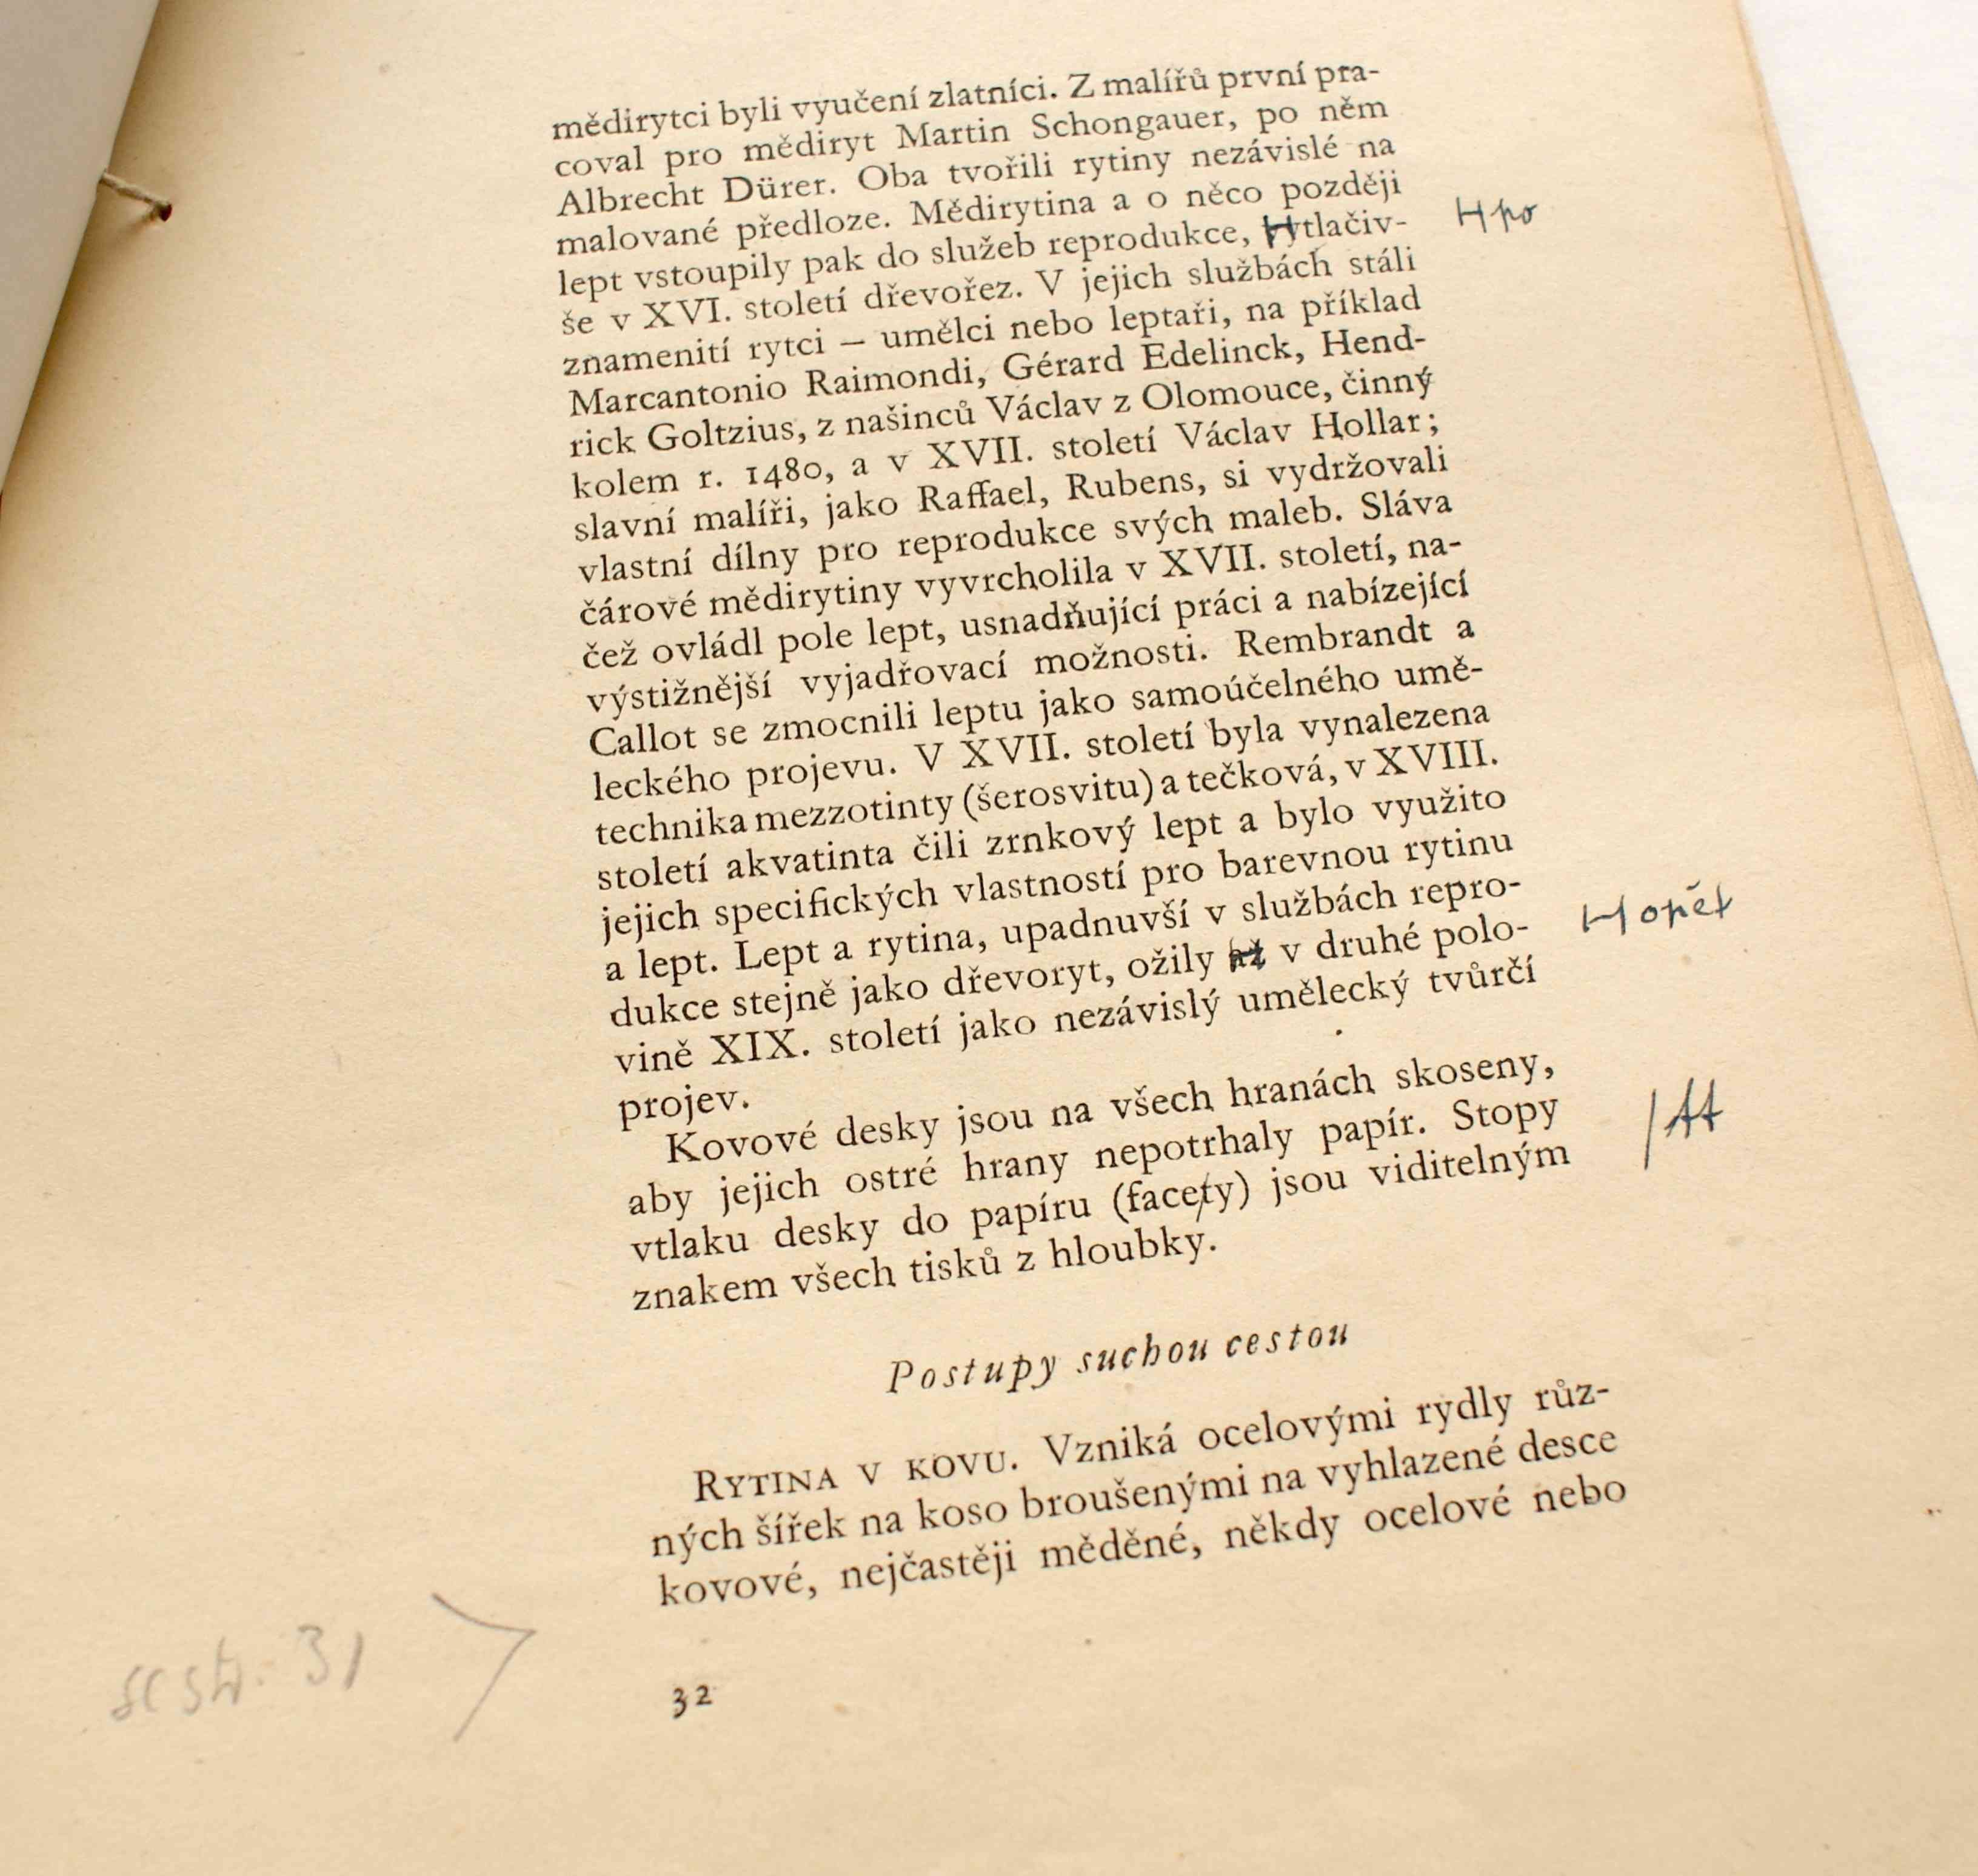 mědirytci byli vyučení zlatníci. Z malířů první pra-
coval pro mědiryt Martin Schongauer, po něm
Albrecht Dürer. Oba tvořili rytiny nezávislé na
malované předloze. Mědirytina a o něco později
lept vstoupily pak do služeb reprodukce, vytlačiv-
H po
še v XVI. století dřevořez. V jejich službách stáli
znamenití rytci – umělci nebo leptaři, na příklad
Marcantonio Raimondi, Gérard Edelinck, Hend-
rick Goltzius, z našinců Václav z Olomouce, činný
kolem r. 1480, a v XVII. století Václav Hollar;
slavní malíři, jako Raffael, Rubens, si vydržovali
vlastní dílny pro reprodukce svých maleb. Sláva
čárové mědirytiny vyvrcholila v XVII. století, na-
čež ovládl pole lept, usnadňující práci a nabízející
výstižnější vyjadřovací možnosti. Rembrandt a
Callot se zmocnili leptu jako samoúčelného umě-
leckého projevu. V XVII. století byla vynalezena
technika mezzotinty (šerosvitu) a tečková, v XVIII.
století akvatinta čili zrnkový lept a bylo využito
jejich specifických vlastností pro barevnou rytinu
a lept. Lept a rytina, upadnuvší v službách repro-
dukce stejně jako dřevoryt, ožily až v druhé polo-
H opět
vině XIX. století jako nezávislý umělecký tvůrčí
projev.
Kovové desky jsou na všech hranách skoseny,
aby jejich ostré hrany nepotrhaly papír. Stopy
vtlaku desky do papíru (facety) jsou viditelným
/tt
znakem všech tisků z hloubky.
Postupy suchou cestou
RYTINA V KOVU. Vzniká ocelovými rydly růz-
ných šířek na koso broušenými na vyhlazené desce
kovové, nejčastěji měděné, někdy ocelové nebo
str. 31
32